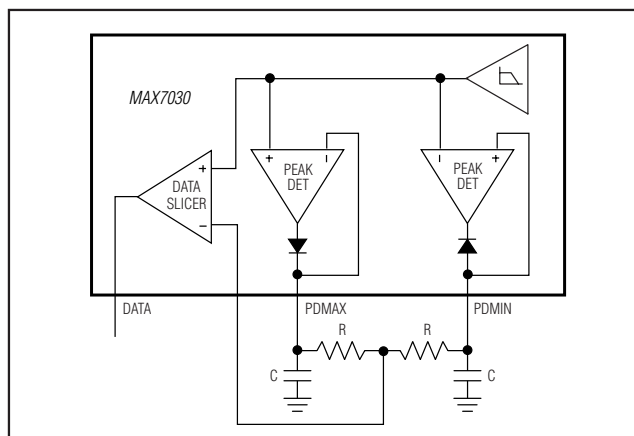 MAX7030
DATA
SLICER
+
−
PEAK
DET
+
−
PEAK
DET
−
+
DATA
PDMAX
PDMIN
R
R
C
C